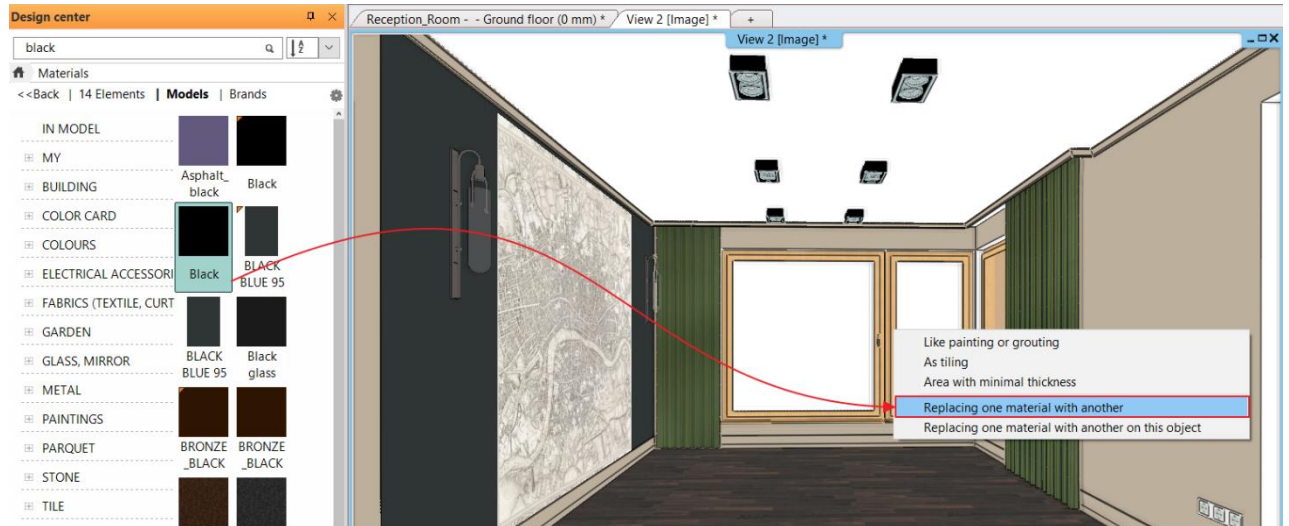 Design center
black
Materials
<<Back | 14 Elements | Models | Brands
IN MODEL
MY
BUILDING
COLOR CARD
COLOURS
ELECTRICAL ACCESSORI
FABRICS (TEXTILE, CURT
GARDEN
GLASS, MIRROR
METAL
PAINTINGS
PARQUET
STONE
TILE
Asphalt_
black
Black
Black
BLACK
BLUE 95
BLACK
BLUE 95
Black
glass
BRONZE
_BLACK
BRONZE
_BLACK
Reception_Room - - Ground floor (0 mm) *
View 2 [Image] *
+
View 2 [Image] *
Like painting or grouting
As tiling
Area with minimal thickness
Replacing one material with another
Replacing one material with another on this object